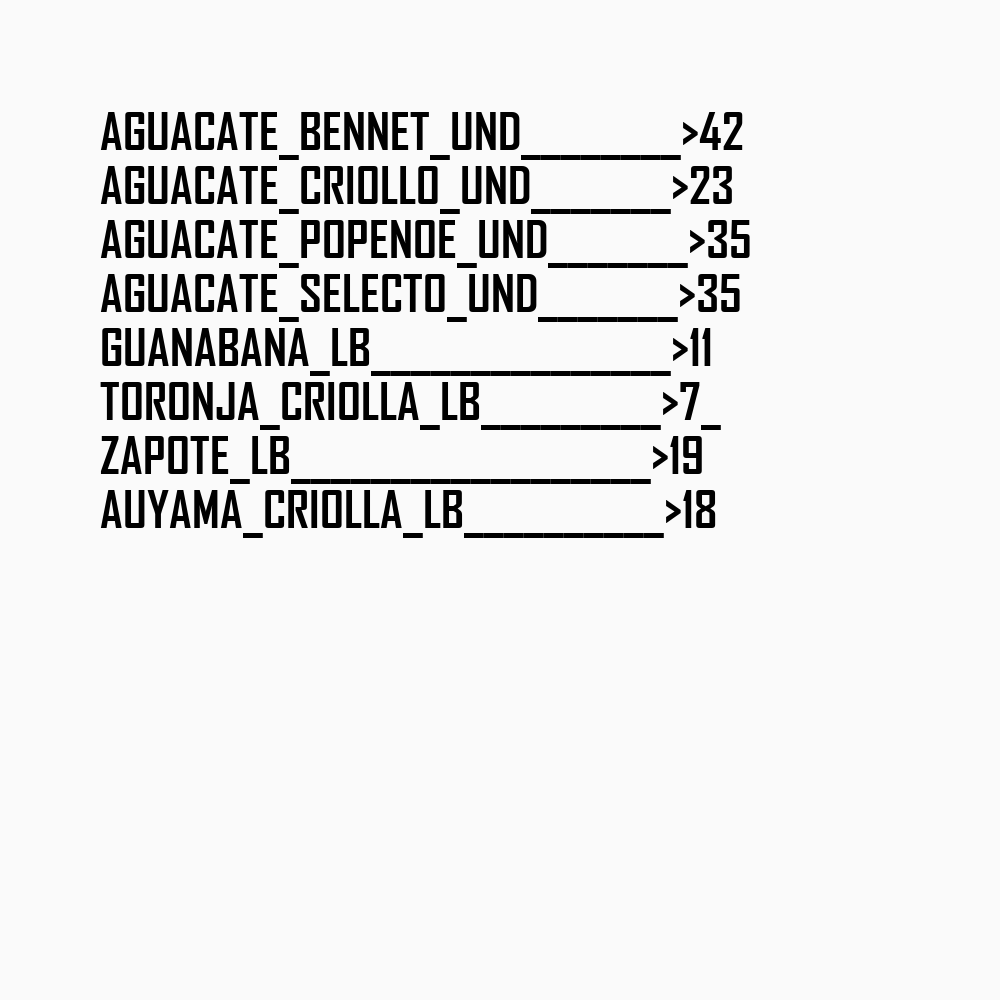 AGUACATE_BENNET_UND________>42
AGUACATE_CRIOLLO_UND_______>23
AGUACATE_POPENOE_UND_______>35
AGUACATE_SELECTO_UND_______>35
GUANABANA_LB_______________>11
TORONJA_CRIOLLA_LB_________>7_
ZAPOTE_LB__________________>19
AUYAMA_CRIOLLA_LB__________>18